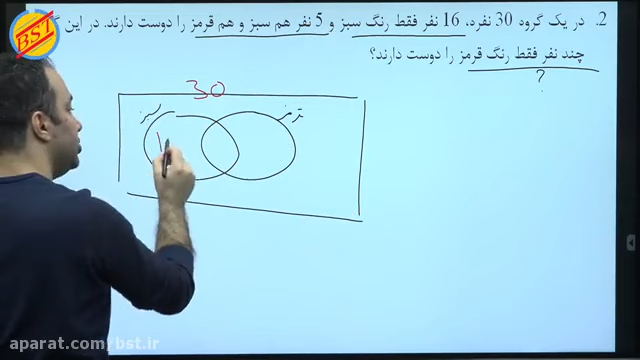 BST
2. در یک گروه 30 نفره، 16 نفر فقط رنگ سبز و 5 نفر هم سبز و هم قرمز را دوست دارند. در این گ
چند نفر فقط رنگ قرمز را دوست دارند؟
?
30
سبز
قرمز
1
aparat.com/bst.ir